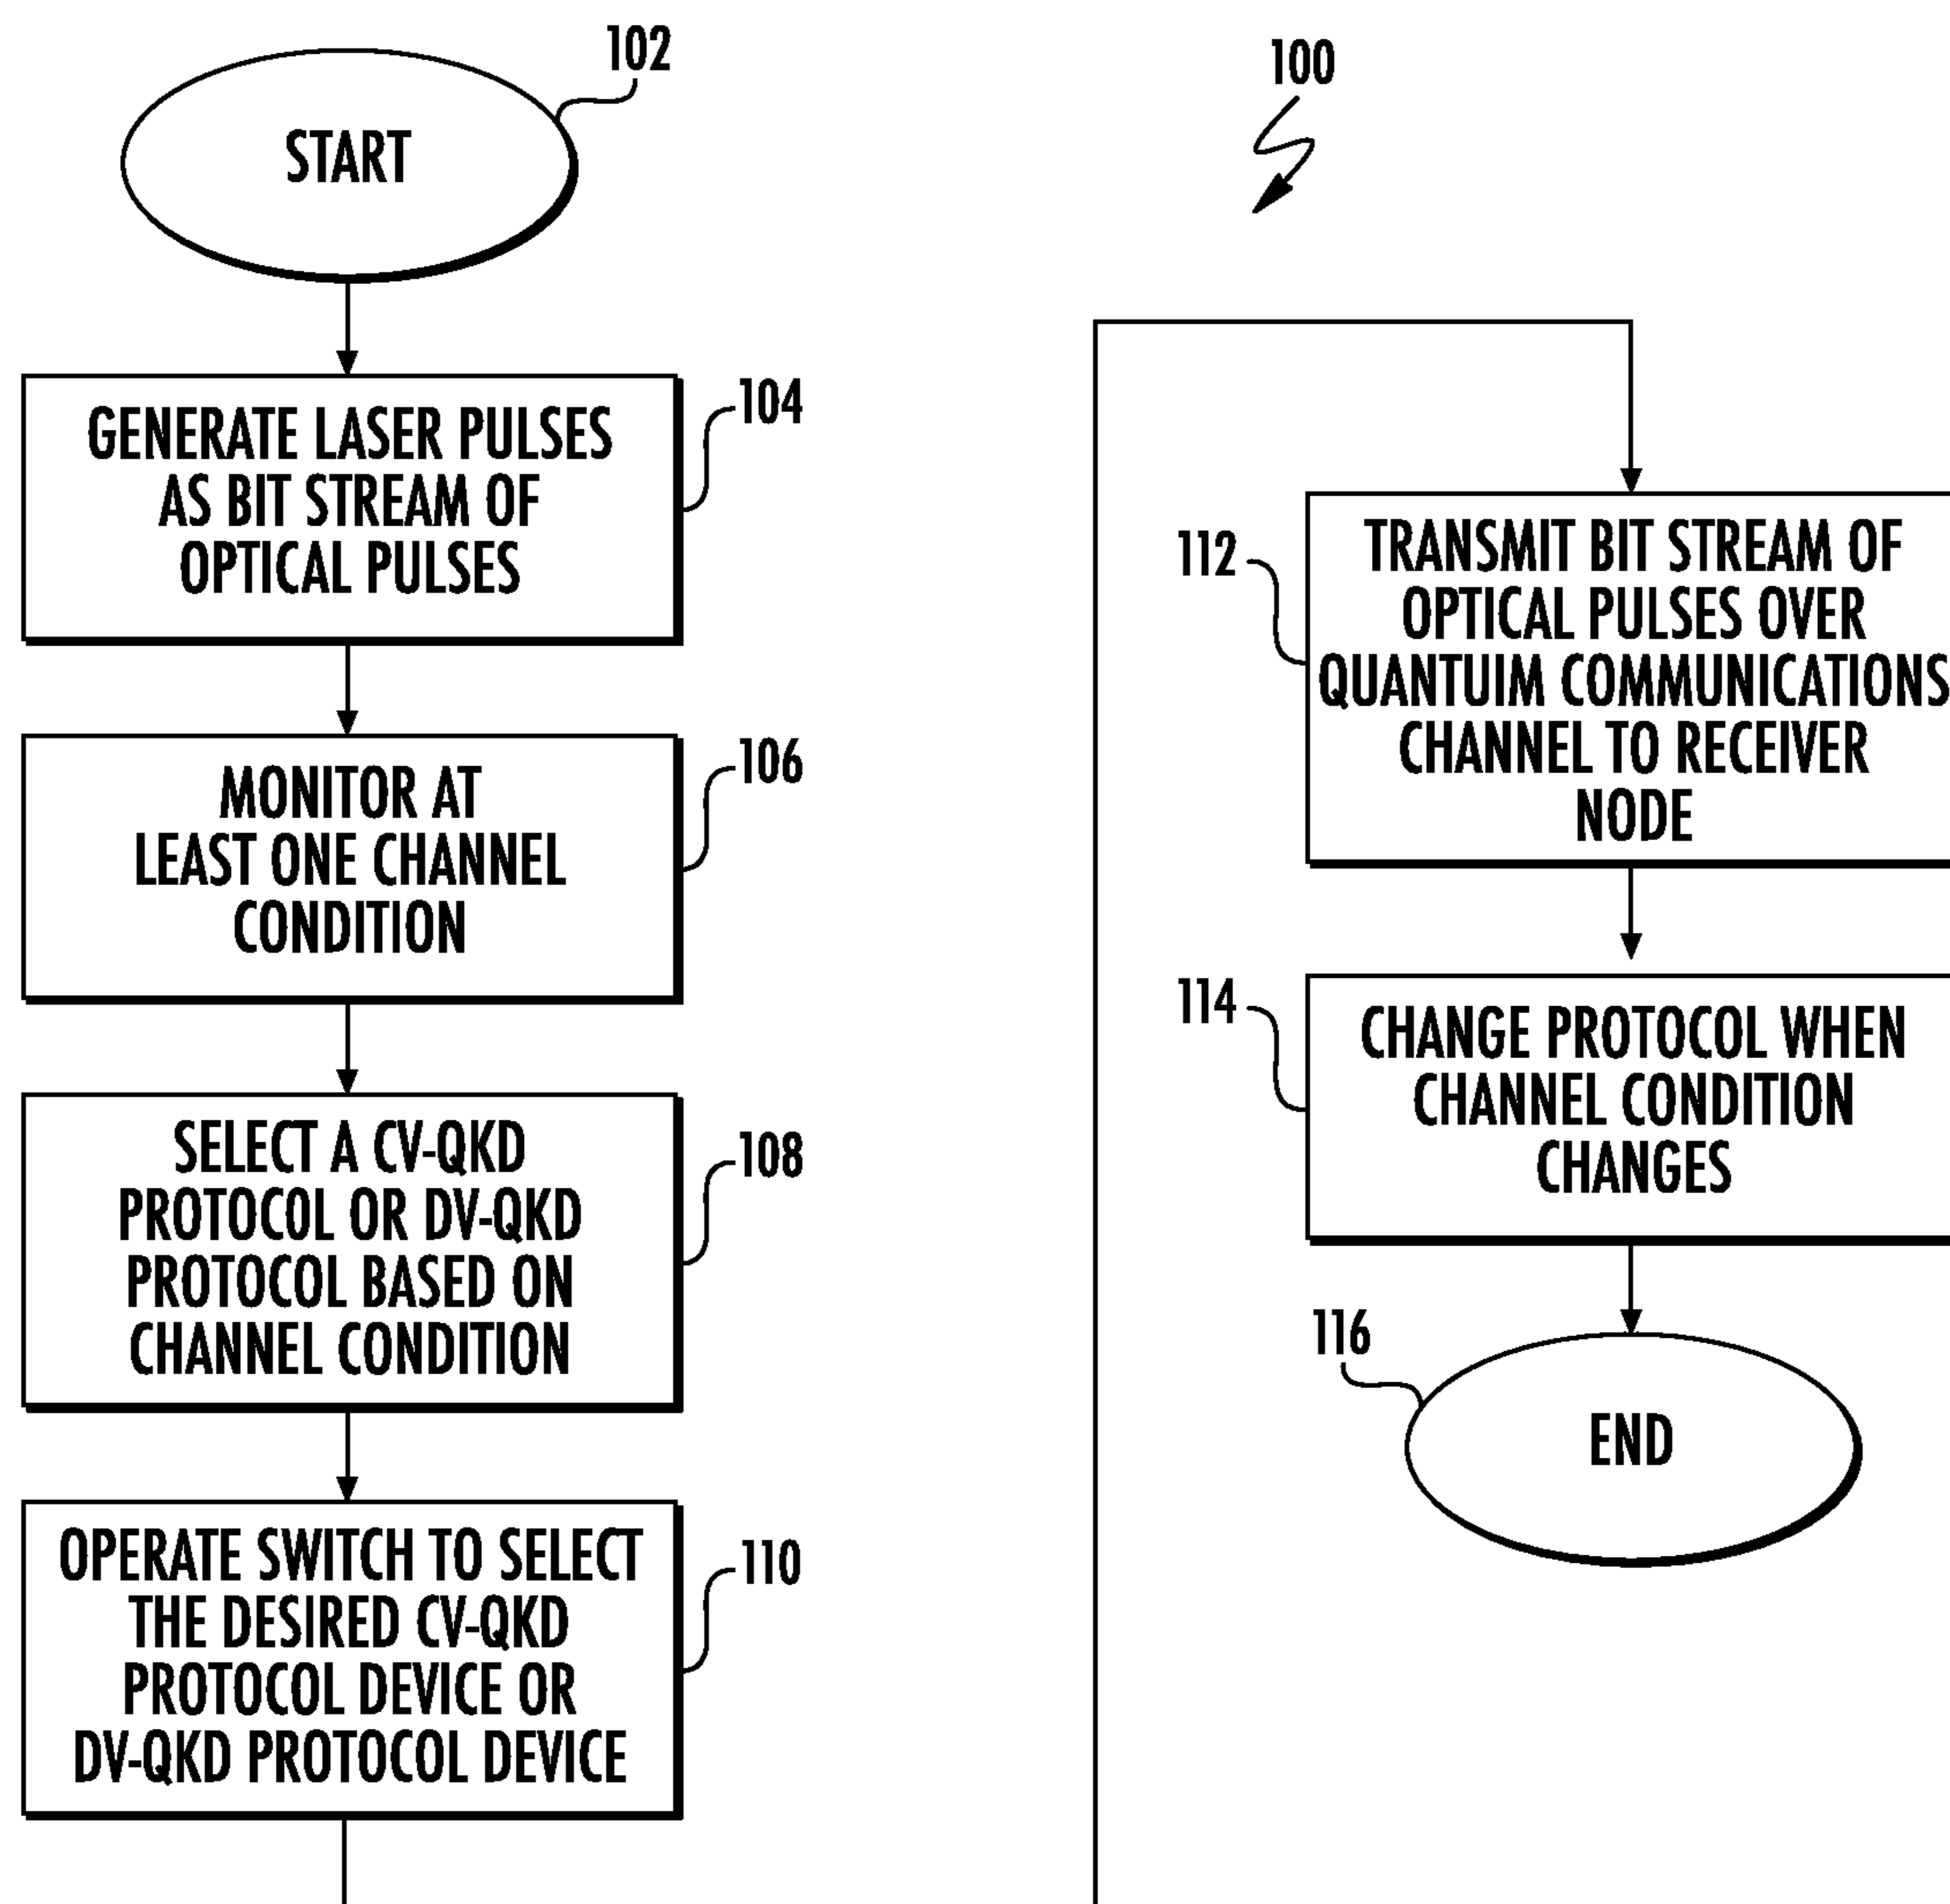 102
START
104
GENERATE LASER PULSES
AS BIT STREAM OF
OPTICAL PULSES
106
MONITOR AT
LEAST ONE CHANNEL
CONDITION
108
SELECT A CV-QKD
PROTOCOL OR DV-QKD
PROTOCOL BASED ON
CHANNEL CONDITION
110
OPERATE SWITCH TO SELECT
THE DESIRED CV-QKD
PROTOCOL DEVICE OR
DV-QKD PROTOCOL DEVICE
100
112
TRANSMIT BIT STREAM OF
OPTICAL PULSES OVER
QUANTUIM COMMUNICATIONS
CHANNEL TO RECEIVER
NODE
114
CHANGE PROTOCOL WHEN
CHANNEL CONDITION
CHANGES
116
END